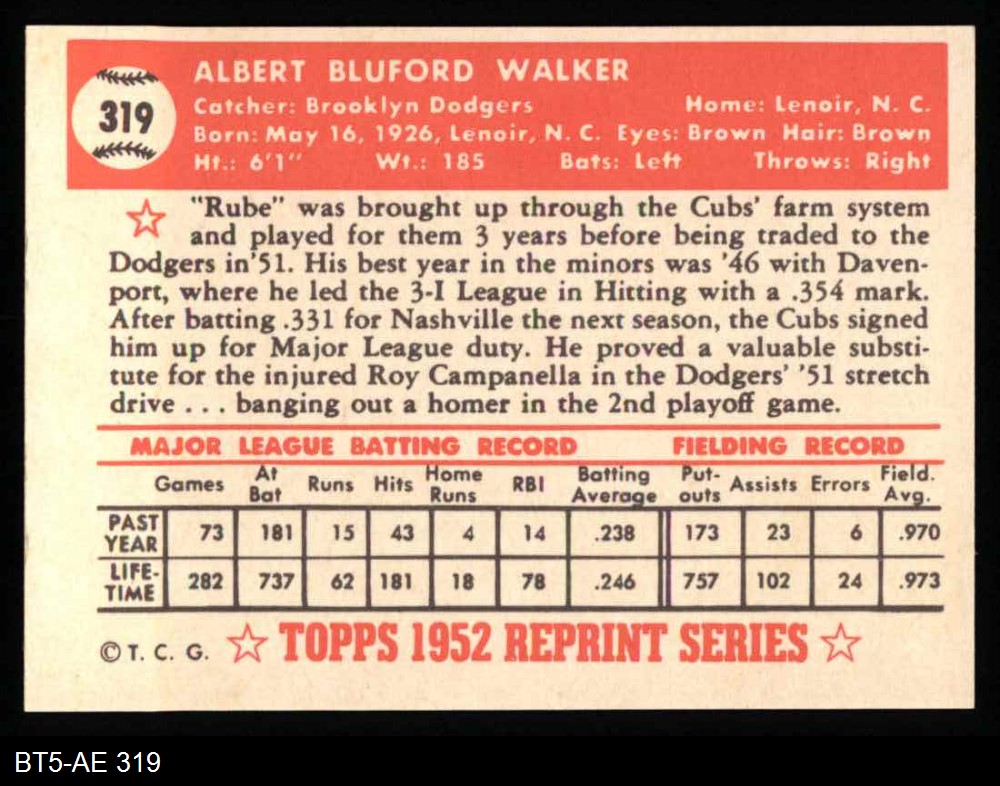 319
ALBERT BLUFORD WALKER
Catcher: Brooklyn Dodgers Home: Lenoir, N. C.
Born: May 16, 1926, Lenoir, N. C. Eyes: Brown Hair: Brown
Ht.: 6'1" Wt.: 185 Bats: Left Throws: Right
"Rube" was brought up through the Cubs' farm system
and played for them 3 years before being traded to the
Dodgers in '51. His best year in the minors was '46 with Daven-
port, where he led the 3-I League in Hitting with a .354 mark.
After batting .331 for Nashville the next season, the Cubs signed
him up for Major League duty. He proved a valuable substi-
tute for the injured Roy Campanella in the Dodgers' '51 stretch
drive . . . banging out a homer in the 2nd playoff game.
MAJOR LEAGUE BATTING RECORD FIELDING RECORD
Games At Bat Runs Hits Home Runs RBI Batting Average Put-outs Assists Errors Field. Avg.
PAST YEAR 73 181 15 43 4 14 .238 173 23 6 .970
LIFE-TIME 282 737 62 181 18 78 .246 757 102 24 .973
© T. C. G. ☆ TOPPS 1952 REPRINT SERIES ☆
BT5-AE 319